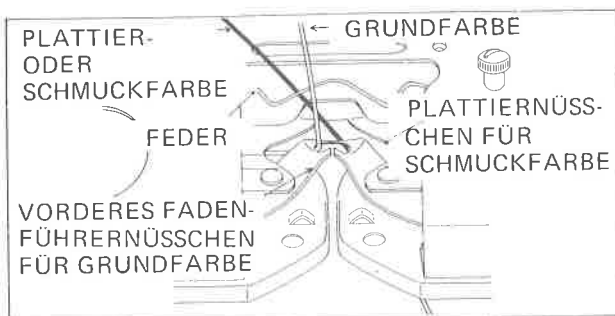 PLATTIER-
ODER
SCHMUCKFARBE
GRUNDFARBE
FEDER
PLATTIERNÜSS-
CHEN FÜR
SCHMUCKFARBE
VORDERES FADEN-
FÜHRERNÜSSCHEN
FÜR GRUNDFARBE